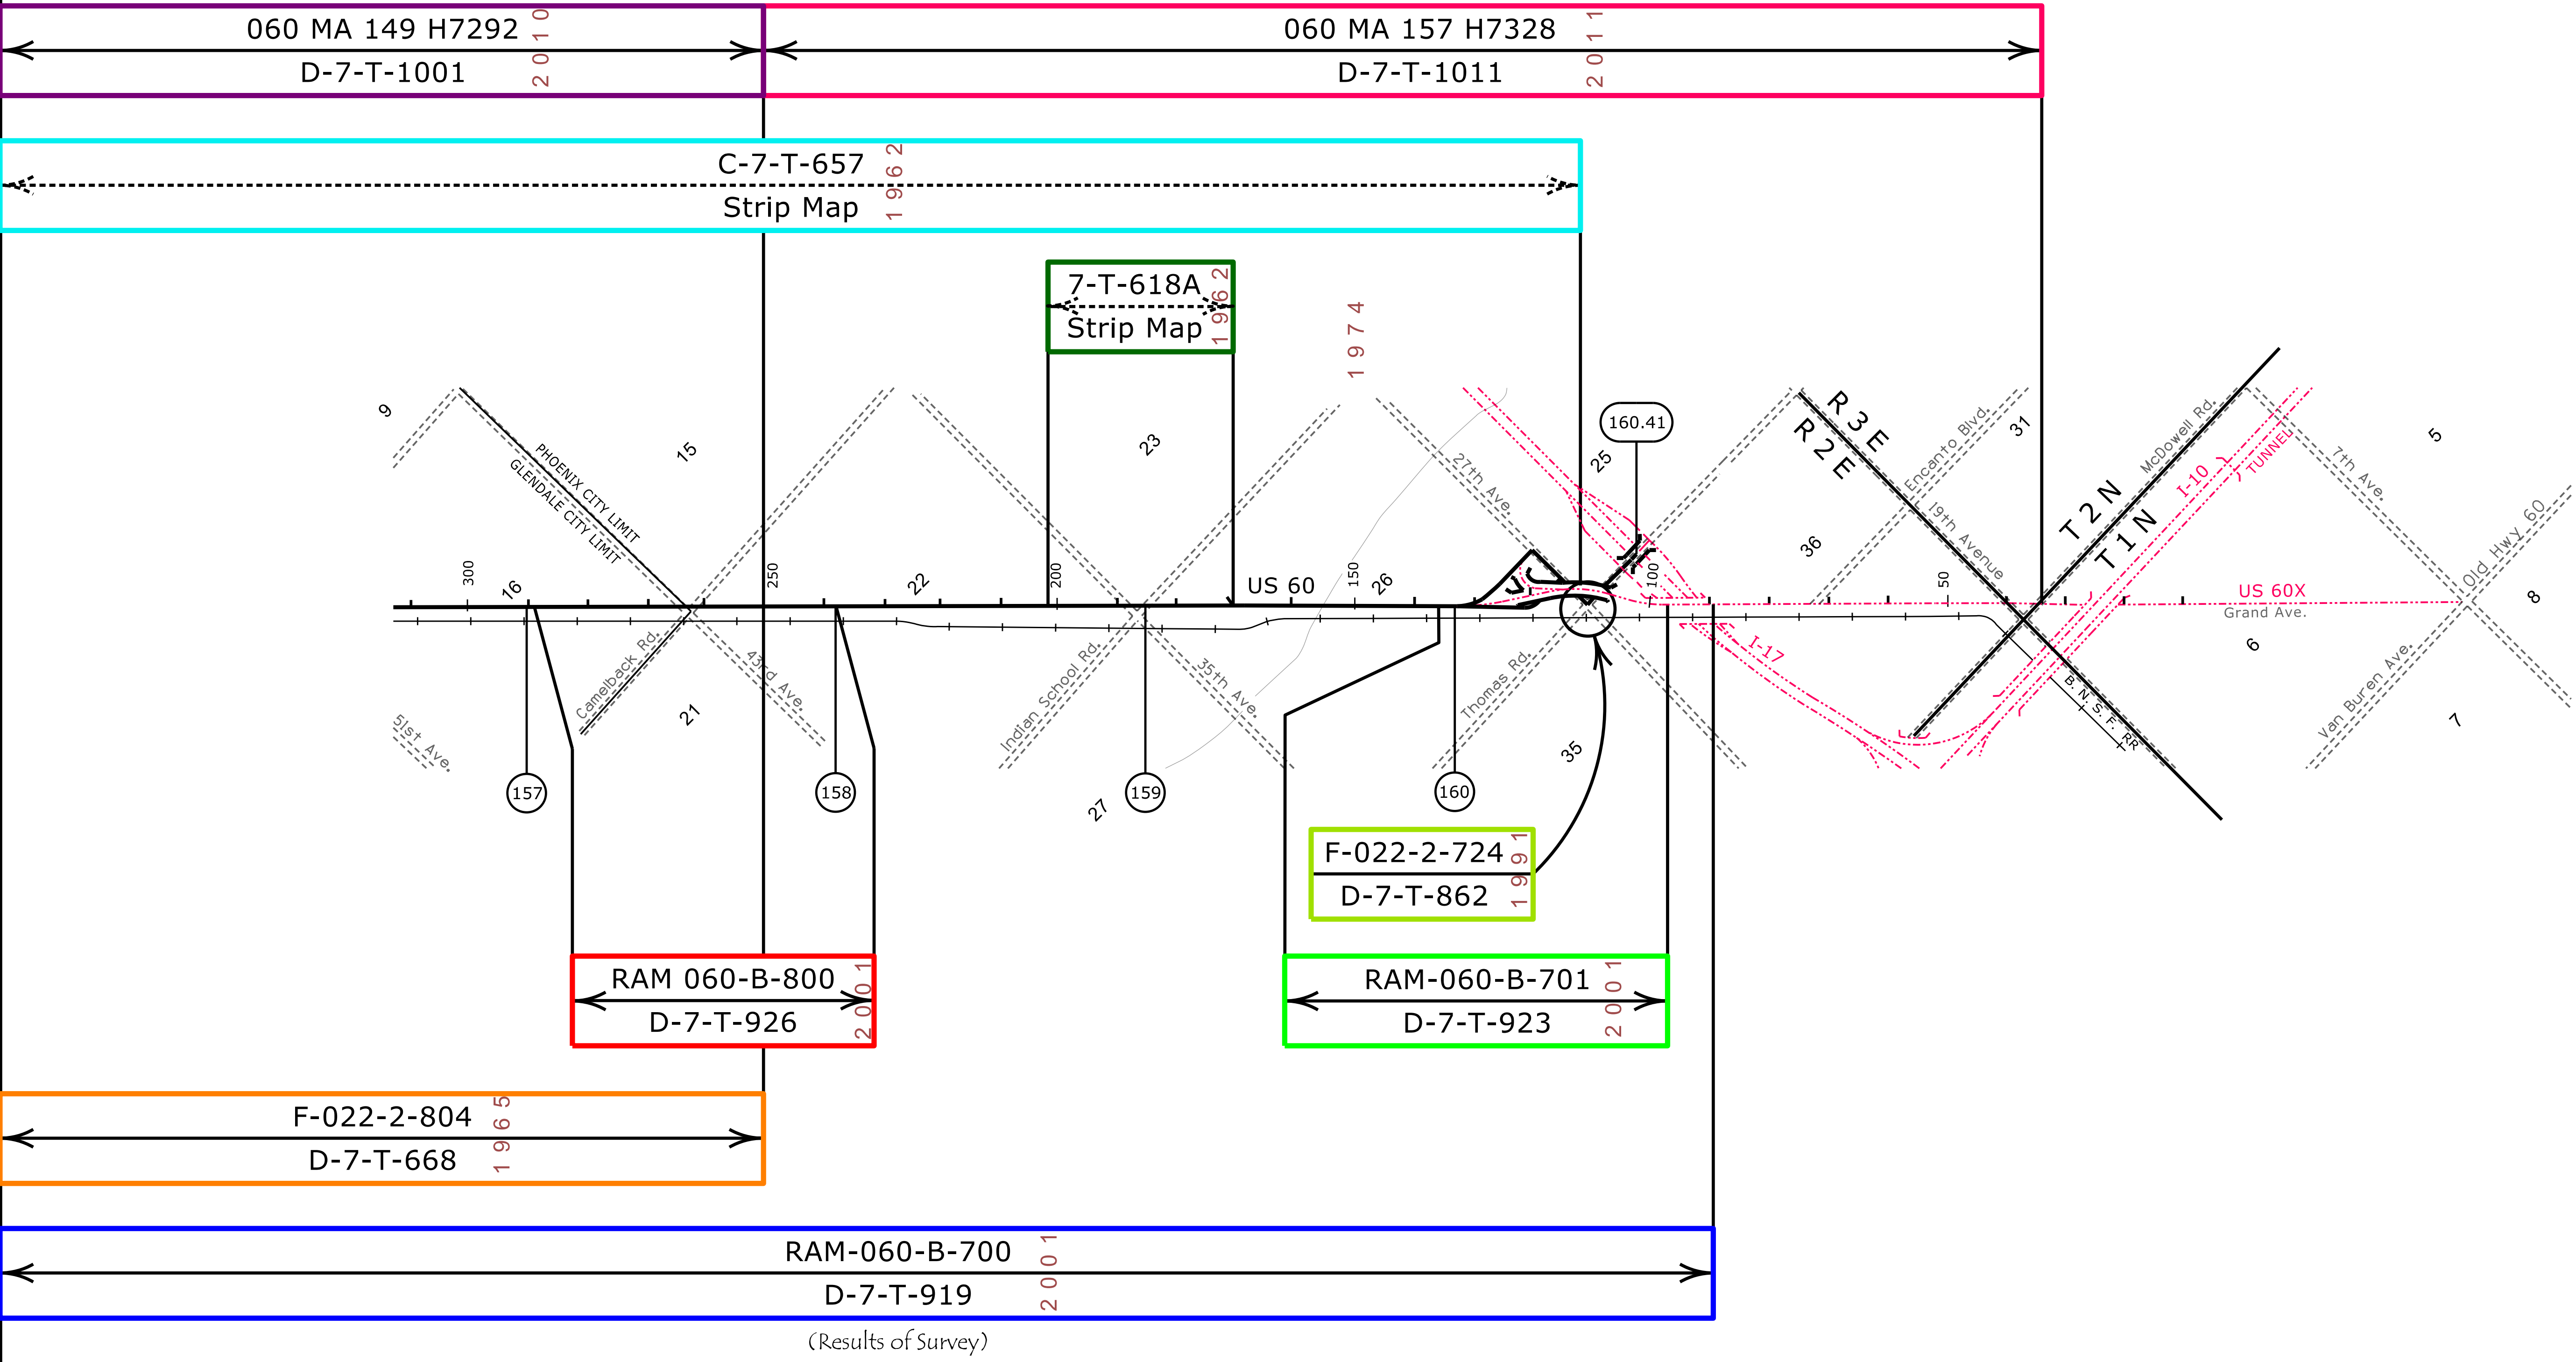 060 MA 149 H7292
2010
D-7-T-1001
060 MA 157 H7328
2011
D-7-T-1011
C-7-T-657
1962
Strip Map
7-T-618A
1962
Strip Map
1974
9
15
23
25
31
5
PHOENIX CITY LIMIT
GLENDALE CITY LIMIT
27th Ave.
160.41
R 3 E
R 2 E
Encanto Blvd.
19th Avenue
36
T 2 N
T 1 N
McDowell Rd.
I-10
TUNNEL
7th Ave.
Old Hwy 60
300
16
250
22
200
US 60
150
26
100
50
US 60X
Grand Ave.
8
6
7
51st Ave.
Camelback Rd.
43rd Ave.
21
Indian School Rd.
35th Ave.
Thomas Rd.
35
I-17
B. N. S. F. RR
Van Buren Ave.
157
158
27
159
160
F-022-2-724
1991
D-7-T-862
RAM 060-B-800
2001
D-7-T-926
RAM-060-B-701
2001
D-7-T-923
F-022-2-804
1965
D-7-T-668
RAM-060-B-700
2001
D-7-T-919
(Results of Survey)